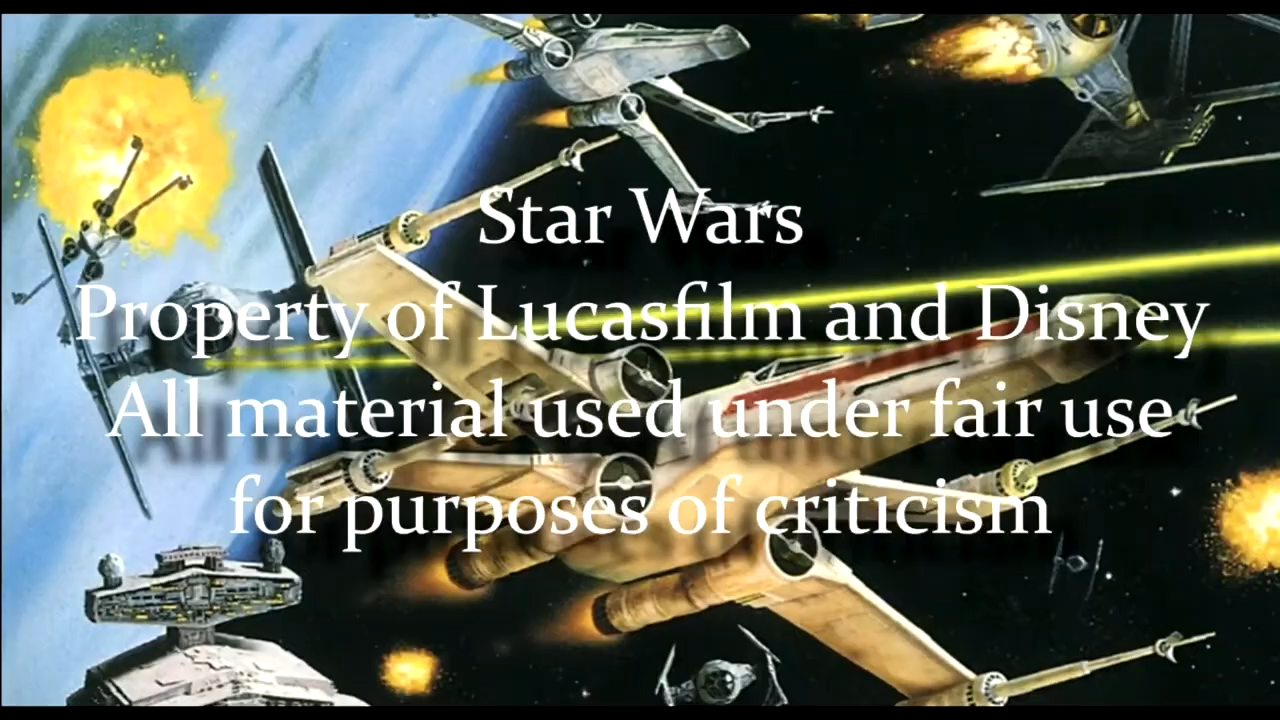 Star Wars
Property of Lucasfilm and Disney
All material used under fair use
for purposes of criticism